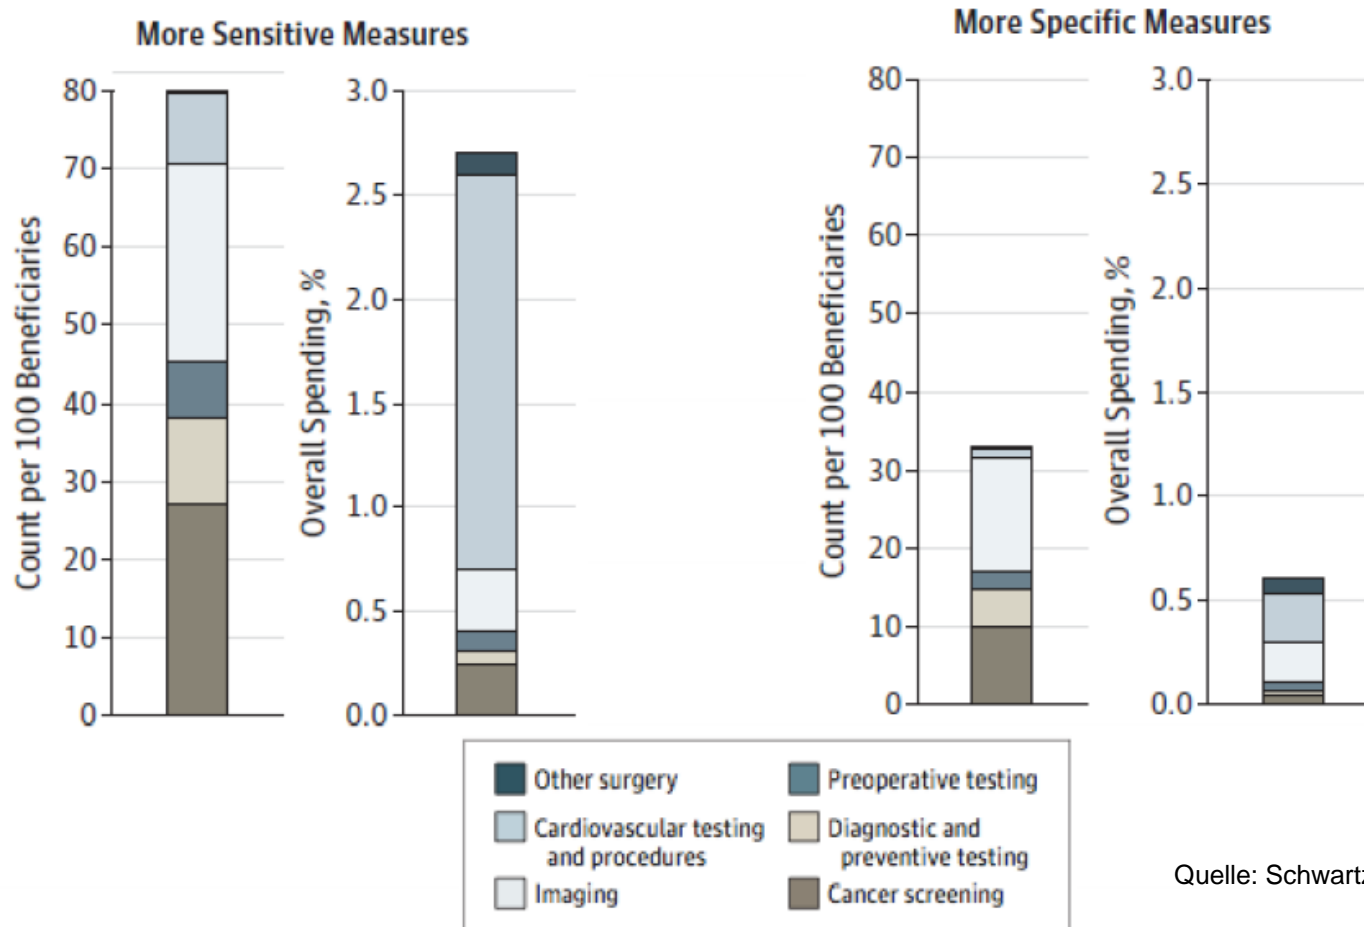 More Sensitive Measures
80
70
60
50
40
30
20
10
0
Count per 100 Beneficiaries
3.0
2.5
2.0
1.5
1.0
0.5
0.0
Overall Spending, %
More Specific Measures
80
70
60
50
40
30
20
10
0
Count per 100 Beneficiaries
3.0
2.5
2.0
1.5
1.0
0.5
0.0
Overall Spending, %
Other surgery
Cardiovascular testing
and procedures
Imaging
Preoperative testing
Diagnostic and
preventive testing
Cancer screening
Quelle: Schwartz